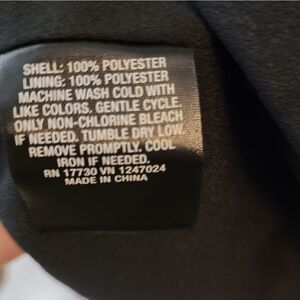 SHELL: 100% POLYESTER
LINING: 100% POLYESTER
MACHINE WASH COLD WITH
LIKE COLORS. GENTLE CYCLE.
ONLY NON-CHLORINE BLEACH
IF NEEDED. TUMBLE DRY LOW.
REMOVE PROMPTLY. COOL
IRON IF NEEDED.
RN 17730 VN 1247024
MADE IN CHINA